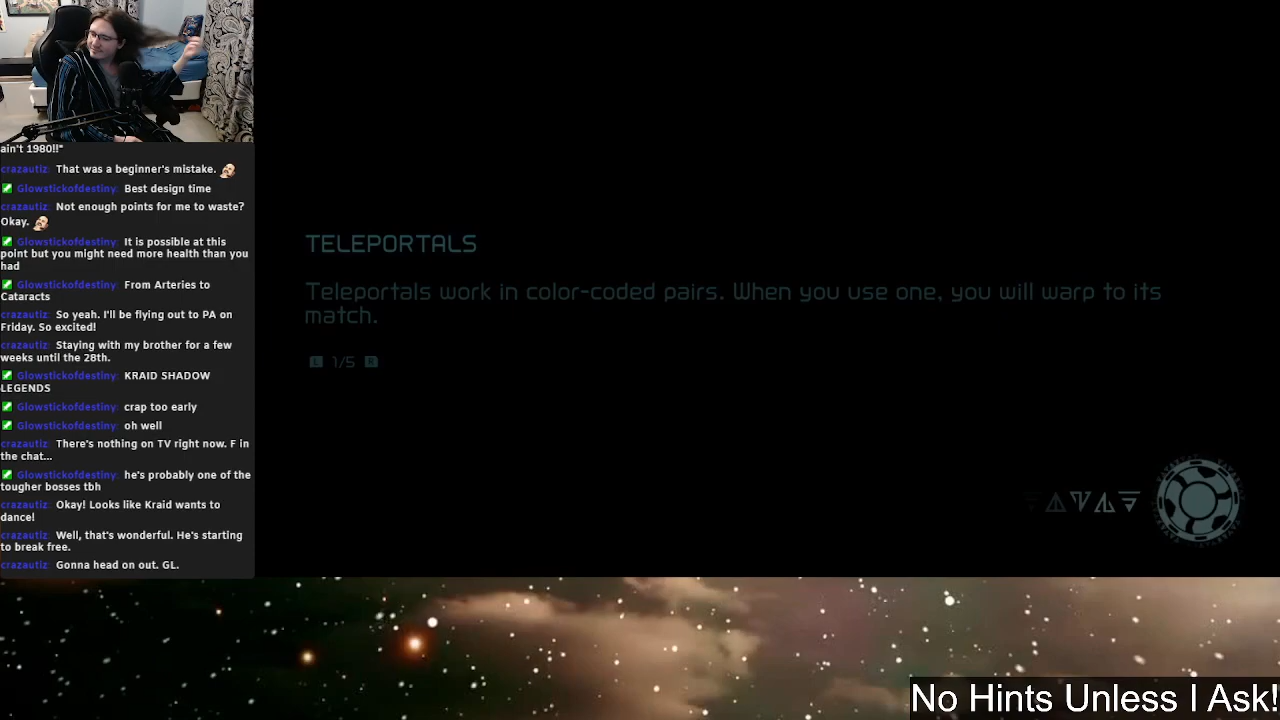 ain't 1980!!"
crazautiz: That was a beginner's mistake.
Glowstickofdestiny: Best design time
crazautiz: Not enough points for me to waste?
Okay.
Glowstickofdestiny: It is possible at this
point but you might need more health than you
had
Glowstickofdestiny: From Arteries to
Cataracts
crazautiz: So yeah. I'll be flying out to PA on
Friday. So excited!
crazautiz: Staying with my brother for a few
weeks until the 28th.
Glowstickofdestiny: KRAID SHADOW
LEGENDS
Glowstickofdestiny: crap too early
Glowstickofdestiny: oh well
crazautiz: There's nothing on TV right now. F in
the chat...
Glowstickofdestiny: he's probably one of the
tougher bosses tbh
crazautiz: Okay! Looks like Kraid wants to
dance!
crazautiz: Well, that's wonderful. He's starting
to break free.
crazautiz: Gonna head on out. GL.
TELEPORTALS
Teleportals work in color-coded pairs. When you use one, you will warp to its
match.
L 1/5 R
No Hints Unless I Ask!